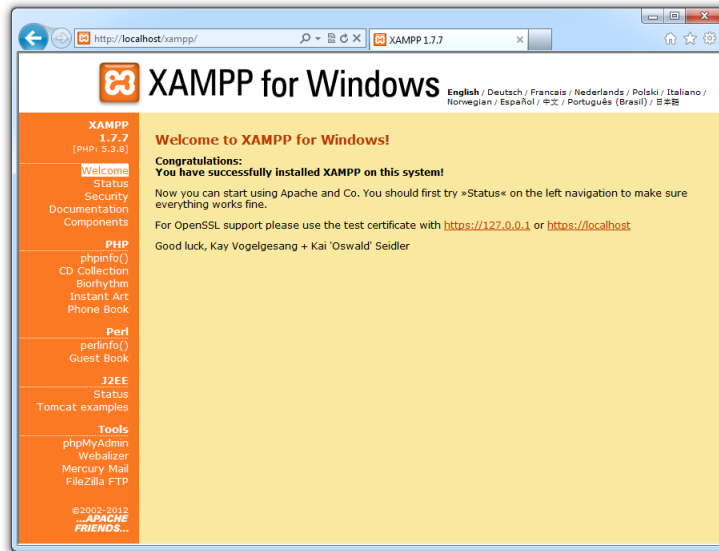 http://localhost/xampp/
XAMPP 1.7.7
XAMPP for Windows
English / Deutsch / Francais / Nederlands / Polski / Italiano /
Norwegian / Español / 中文 / Português (Brasil) / 日本語
XAMPP
1.7.7
[PHP: 5.3.8]
Welcome
Status
Security
Documentation
Components
PHP
phpinfo()
CD Collection
Biorhythm
Instant Art
Phone Book
Perl
perlinfo()
Guest Book
J2EE
Status
Tomcat examples
Tools
phpMyAdmin
Webalizer
Mercury Mail
FileZilla FTP
©2002-2012
...APACHE
FRIENDS...
Welcome to XAMPP for Windows!
Congratulations:
You have successfully installed XAMPP on this system!
Now you can start using Apache and Co. You should first try »Status« on the left navigation to make sure
everything works fine.
For OpenSSL support please use the test certificate with https://127.0.0.1 or https://localhost
Good luck, Kay Vogelgesang + Kai 'Oswald' Seidler